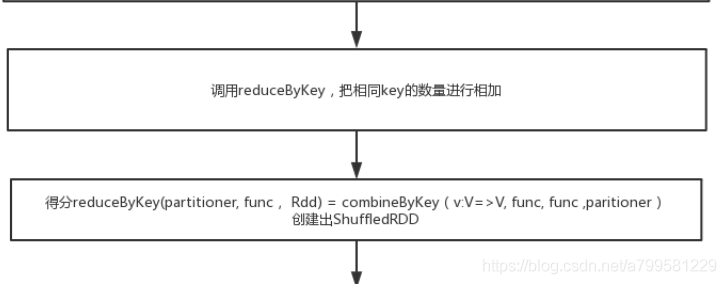 调用reduceByKey，把相同key的数量进行相加
得分reduceByKey(partitioner, func， Rdd) = combineByKey（v:V=>V, func, func ,paritioner）
创建出ShuffledRDD
https://blog.csdn.net/a799581229